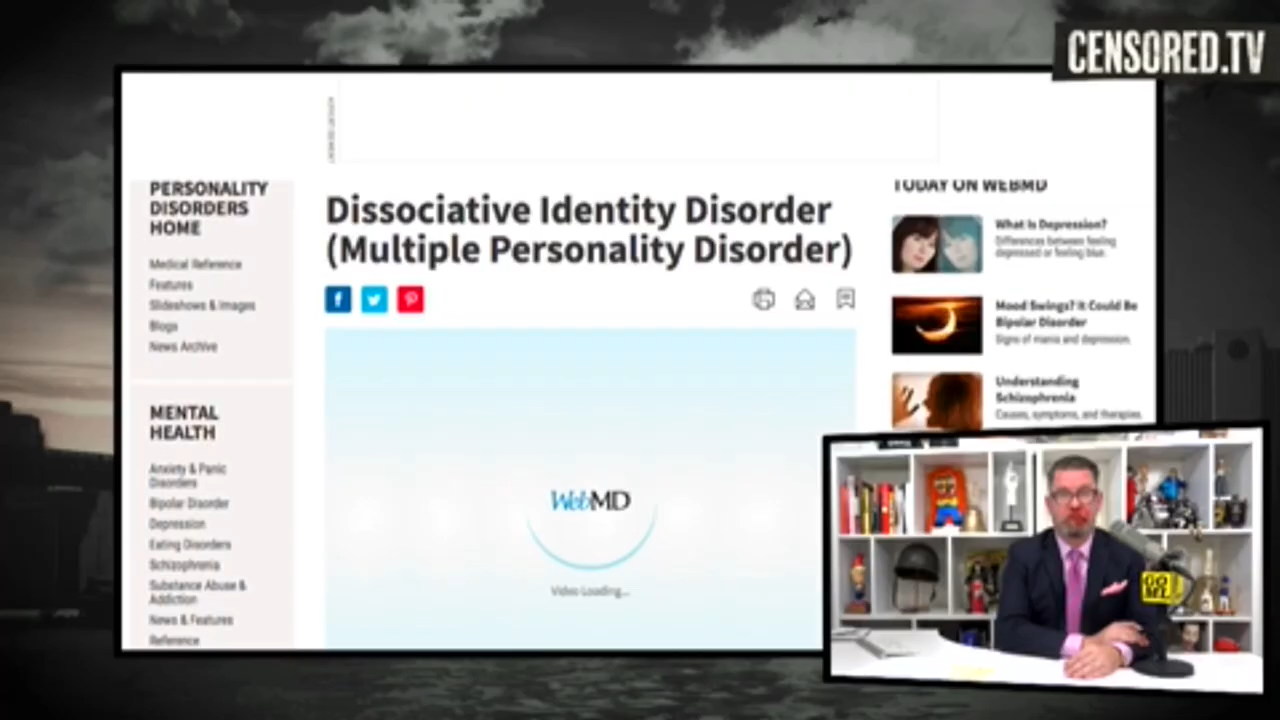 CENSORED.TV
PERSONALITY
DISORDERS
HOME
Medical Reference
Features
Slideshows & Images
Blogs
News Archive
MENTAL
HEALTH
Anxiety & Panic
Disorders
Bipolar Disorder
Depression
Eating Disorders
Schizophrenia
Substance Abuse &
Addiction
News & Features
Reference
Dissociative Identity Disorder
(Multiple Personality Disorder)
WebMD
Video Loading...
TODAY ON WEBMD
What Is Depression?
Differences between feeling
depressed or feeling blue.
Mood Swings? It Could Be
Bipolar Disorder
Signs of mania and depression.
Understanding
Schizophrenia
Causes, symptoms, and therapies.